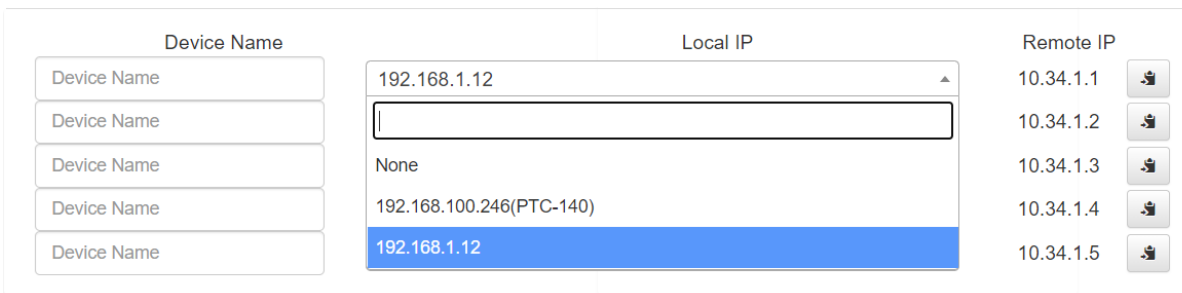 Device Name Local IP Remote IP
Device Name 192.168.1.12 10.34.1.1
Device Name 10.34.1.2
Device Name None 10.34.1.3
Device Name 192.168.100.246(PTC-140) 10.34.1.4
Device Name 192.168.1.12 10.34.1.5